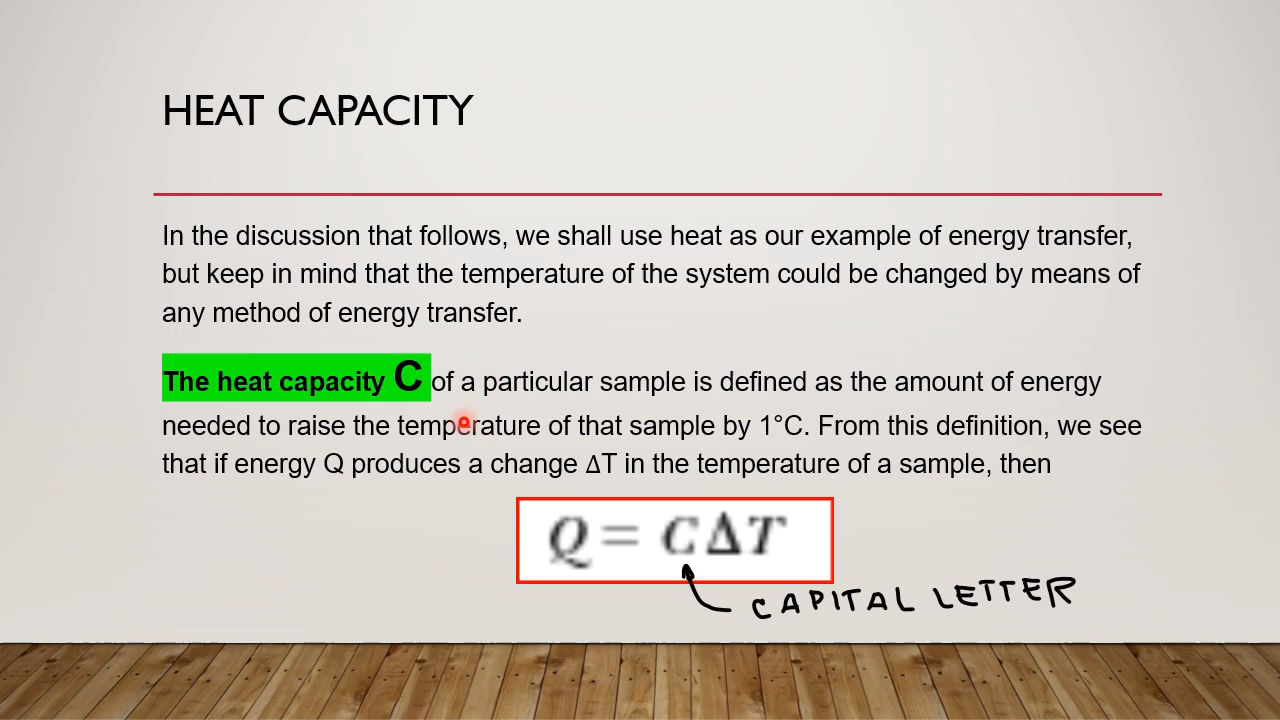 HEAT CAPACITY
In the discussion that follows, we shall use heat as our example of energy transfer,
but keep in mind that the temperature of the system could be changed by means of
any method of energy transfer.
The heat capacity C of a particular sample is defined as the amount of energy
needed to raise the temperature of that sample by 1°C. From this definition, we see
that if energy Q produces a change ΔT in the temperature of a sample, then
Q = C Δ T
CAPITAL LETTER